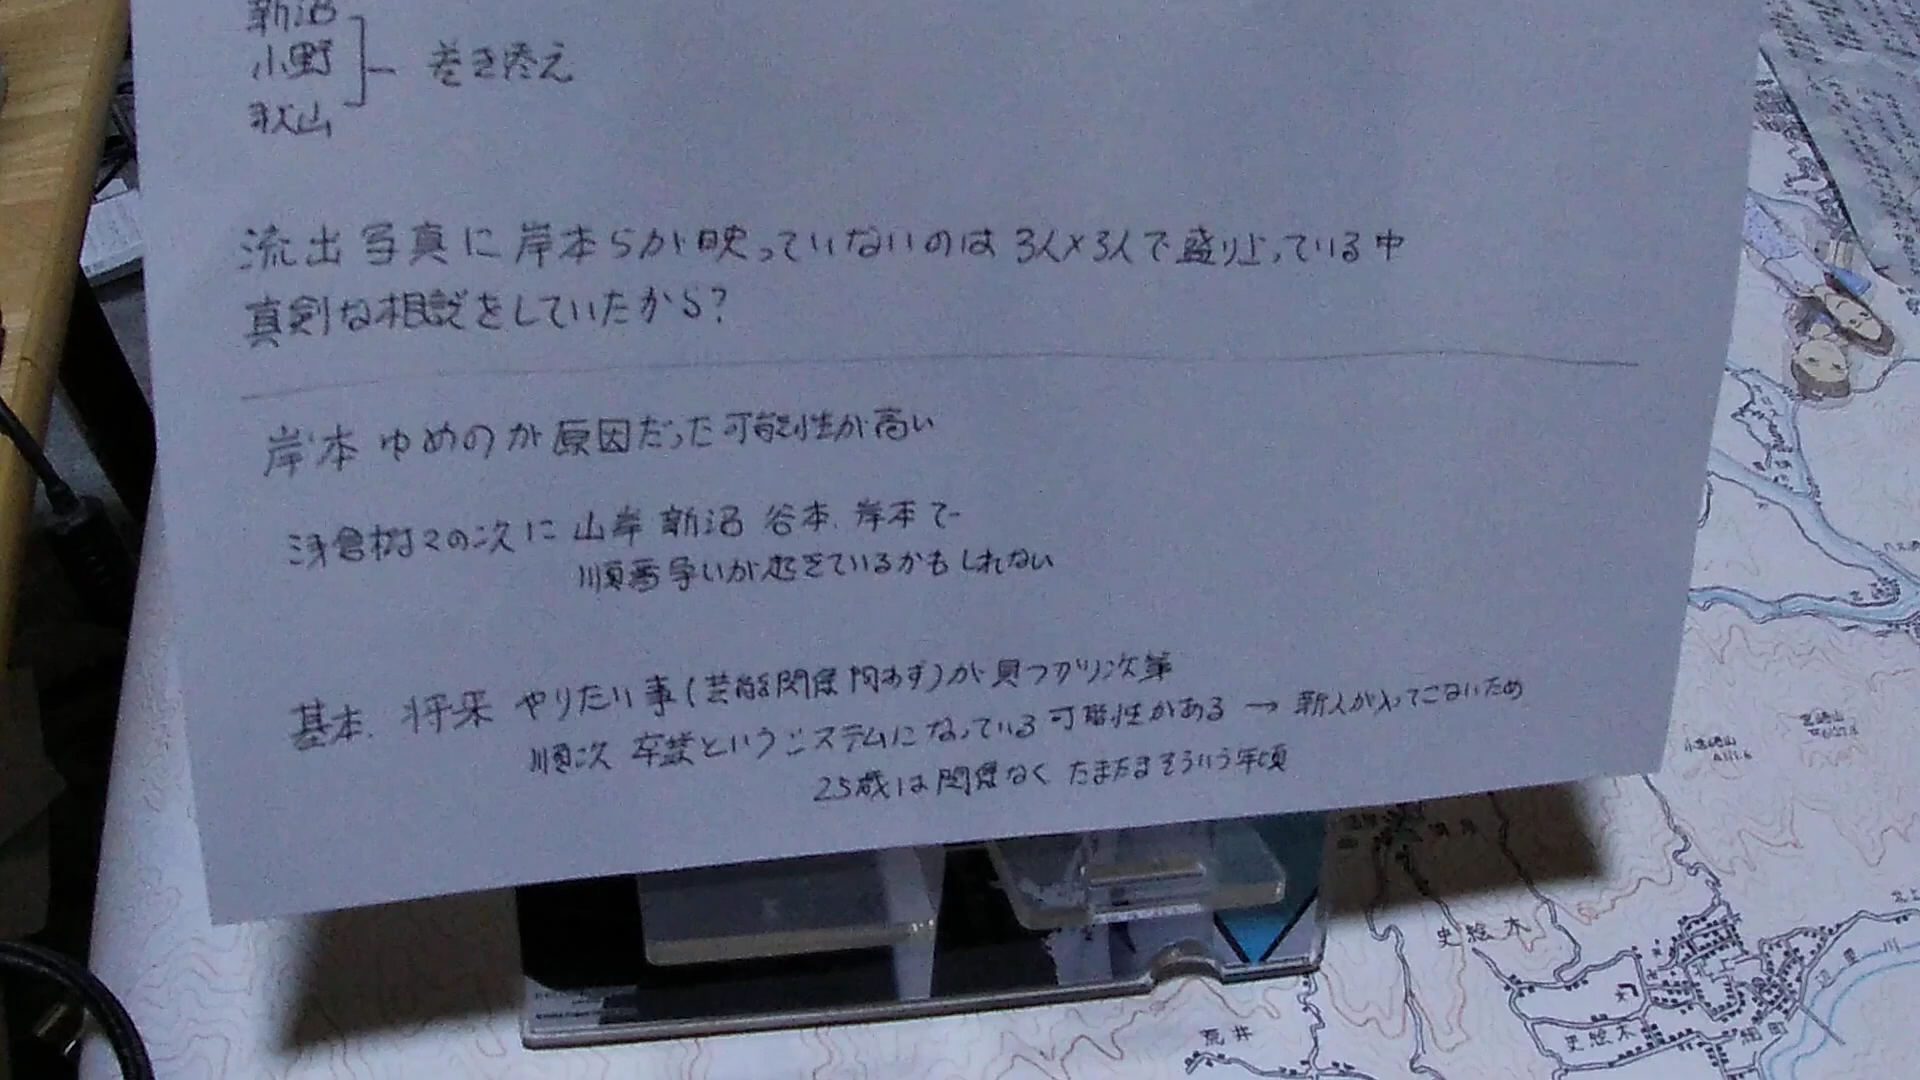 新沼
小野 巻き添え
秋山
流出写真に岸本らが映っていないのは3人×3人で盛り上っている中
真剣な相談をしていたから?
岸本ゆめのが原因だった可能性が高い
浅倉樹々の次に 山岸 新沼 谷本、岸本で
順番争いが起きているかもしれない
基本、将来 やりたい事(芸能関係問わず)が見つかり次第
順次 卒業というシステムになっている可能性がある → 新人が入ってこないため
25歳は関係なく たまたまそういう年頃
史絵木
荒井
史絵木